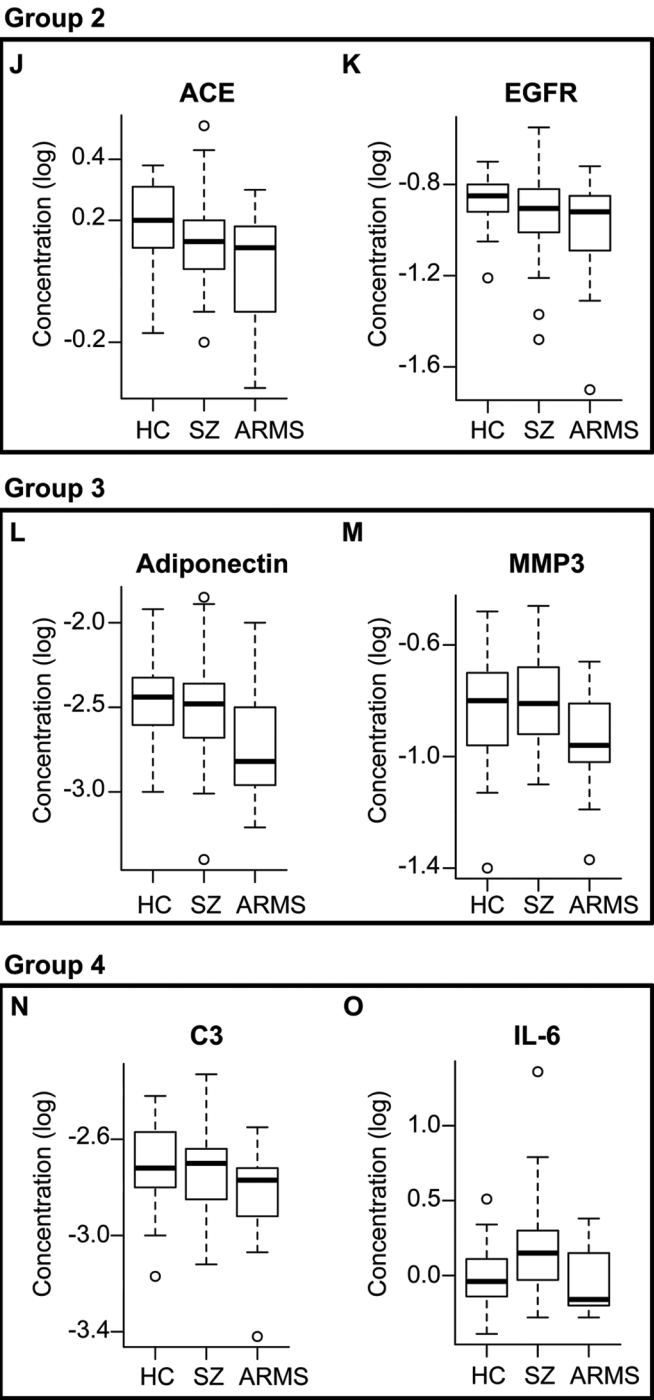 Group 2
J
K
ACE
EGFR
Concentration (log)
0.4
0.2
-0.2
HC SZ ARMS
Concentration (log)
-0.8
-1.2
-1.6
HC SZ ARMS
Group 3
L
M
Adiponectin
MMP3
Concentration (log)
-2.0
-2.5
-3.0
HC SZ ARMS
Concentration (log)
-0.6
-1.0
-1.4
HC SZ ARMS
Group 4
N
O
C3
IL-6
Concentration (log)
-2.6
-3.0
-3.4
HC SZ ARMS
Concentration (log)
1.0
0.5
0.0
HC SZ ARMS